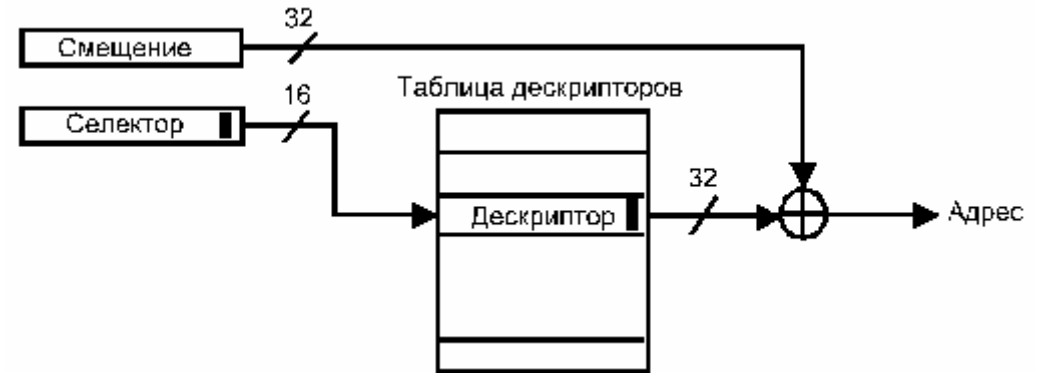 32
Смещение
16
Селектор
Таблица дескрипторов
32
Дескриптор
Адрес